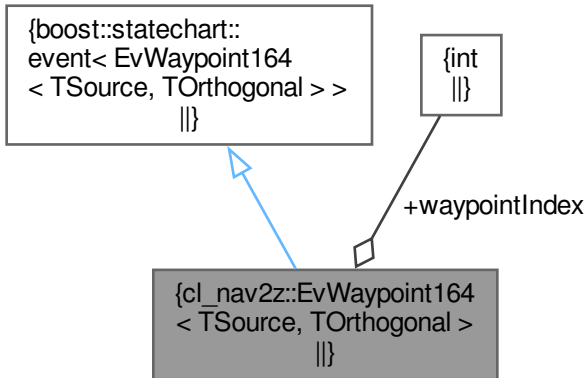 {boost::statechart::
event< EvWaypoint164
< TSource, TOrthogonal > >
||}
{int
||}
+waypointIndex
{cl_nav2z::EvWaypoint164
< TSource, TOrthogonal >
||}